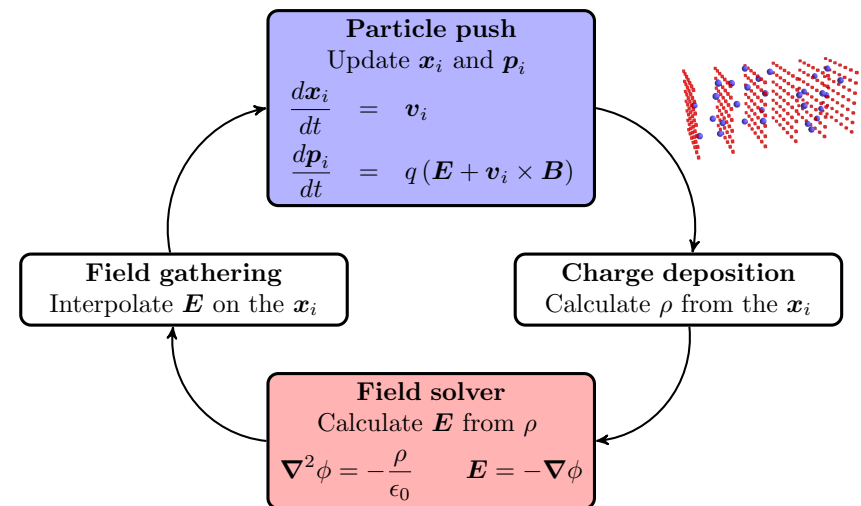 Particle push
Update 𝒙ᵢ and 𝒑ᵢ
d𝒙ᵢ/dt = 𝒗ᵢ
d𝒑ᵢ/dt = q (𝑬 + 𝒗ᵢ × 𝑩)
Field gathering
Interpolate 𝑬 on the 𝒙ᵢ
Charge deposition
Calculate ρ from the 𝒙ᵢ
Field solver
Calculate 𝑬 from ρ
∇²ϕ = −ρ/ϵ₀ 𝑬 = −∇ϕ